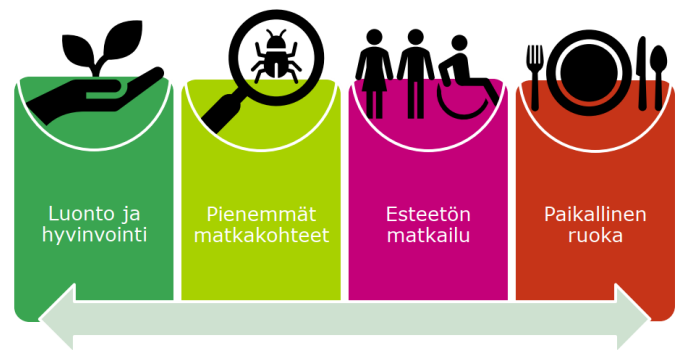 Luonto ja
hyvinvointi
Pienemmät
matkakohteet
Esteetön
matkailu
Paikallinen
ruoka